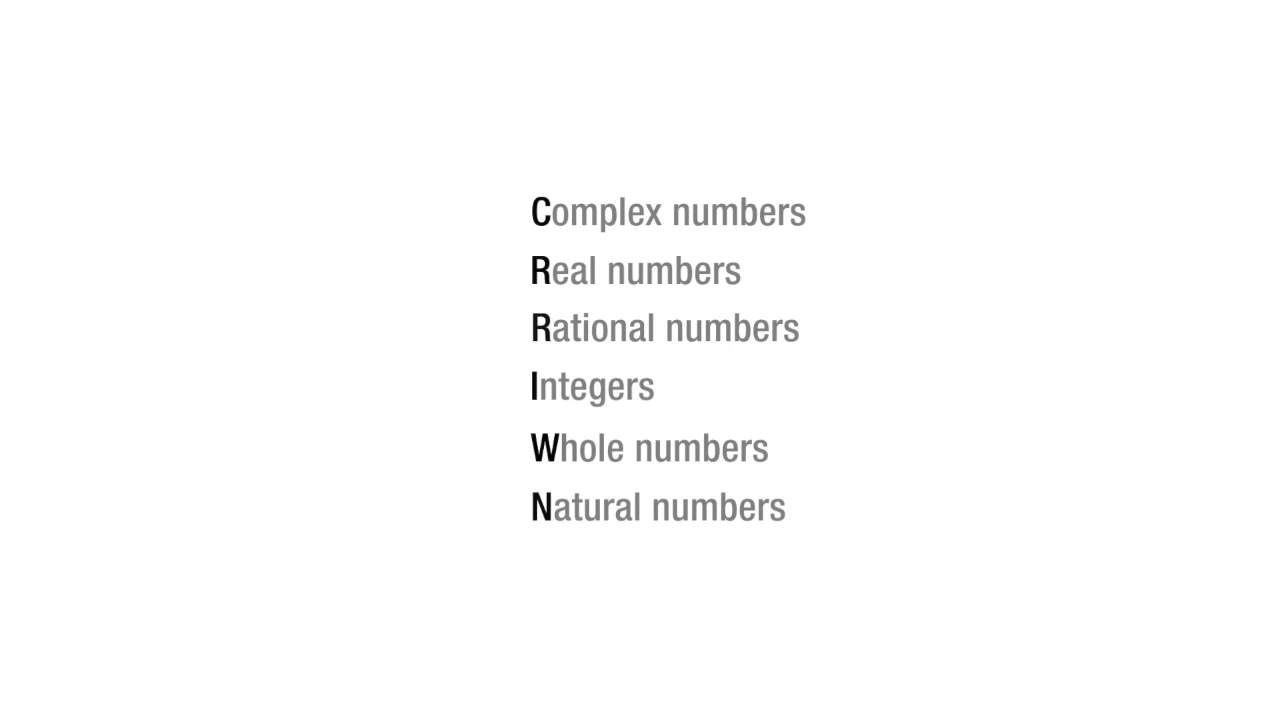 Complex numbers
Real numbers
Rational numbers
Integers
Whole numbers
Natural numbers